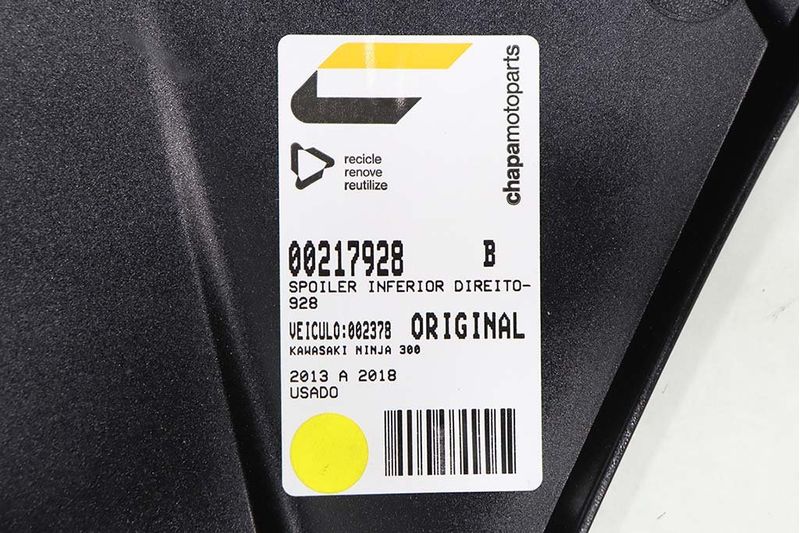 chapamotoparts
recicle
renove
reutilize
00217928 B
SPOILER INFERIOR DIREITO-
928
VEICULO:002378 ORIGINAL
KAWASAKI NINJA 300
2013 A 2018
USADO